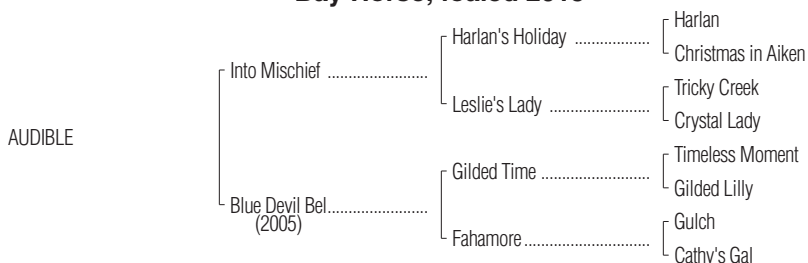 Bay Horse, foaled 2015
Harlan
Harlan's Holiday
Christmas in Aiken
Into Mischief
Tricky Creek
Leslie's Lady
Crystal Lady
AUDIBLE
Timeless Moment
Gilded Time
Gilded Lilly
Blue Devil Bel
(2005)
Gulch
Fahamore
Cathy's Gal